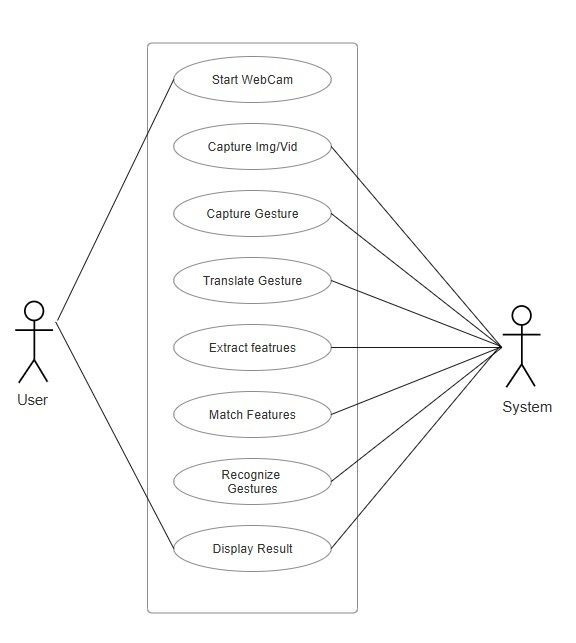 Start WebCam
Capture Img/Vid
Capture Gesture
Translate Gesture
Extract featrues
Match Features
Recognize
Gestures
Display Result
User
System